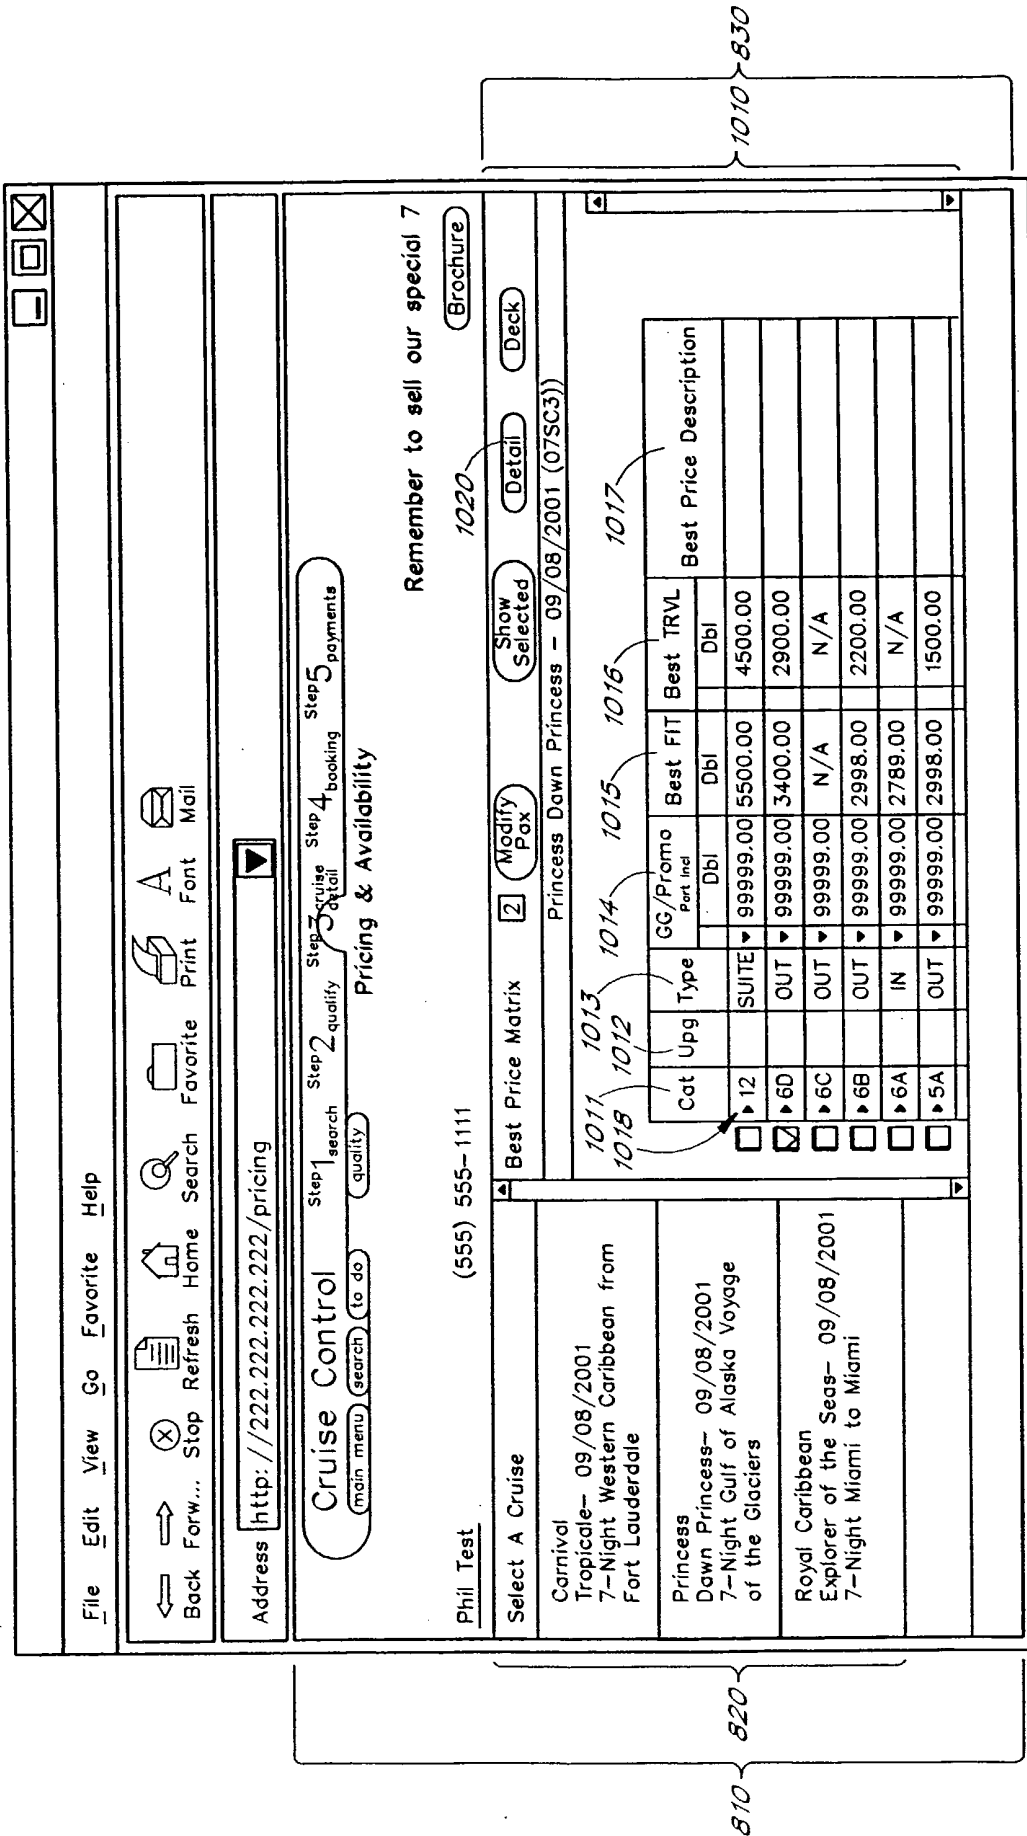 File Edit View Go Favorite Help
Back Forw... Stop Refresh Home Search Favorite Print Font Mail
Address http://222.222.222.222/pricing
Cruise Control
Step 1 search Step 2 qualify Step 3 cruise detail Step 4 booking Step 5 payments
main menu search to do quality
Pricing & Availability
Remember to sell our special 7
Phil Test (555) 555-1111
1020
Brochure
Select A Cruise
Best Price Matrix 2 Modify Pax Show Selected Detail Deck
Princess Dawn Princess - 09/08/2001 (07SC3))
Carnival
Tropicale- 09/08/2001
7-Night Western Caribbean from
Fort Lauderdale
Princess
Dawn Princess- 09/08/2001
7-Night Gulf of Alaska Voyage
of the Glaciers
Royal Caribbean
Explorer of the Seas- 09/08/2001
7-Night Miami to Miami
1011 1018 1012 1013 1014 1015 1016 1017
Cat Upg Type GG/Promo Port Incl Best FIT Best TRVL Best Price Description
Dbl Dbl Dbl
12 SUITE 99999.00 5500.00 4500.00
6D OUT 99999.00 3400.00 2900.00
6C OUT 99999.00 N/A N/A
6B OUT 99999.00 2998.00 2200.00
6A IN 99999.00 2789.00 N/A
5A OUT 99999.00 2998.00 1500.00
810
820
1010
830